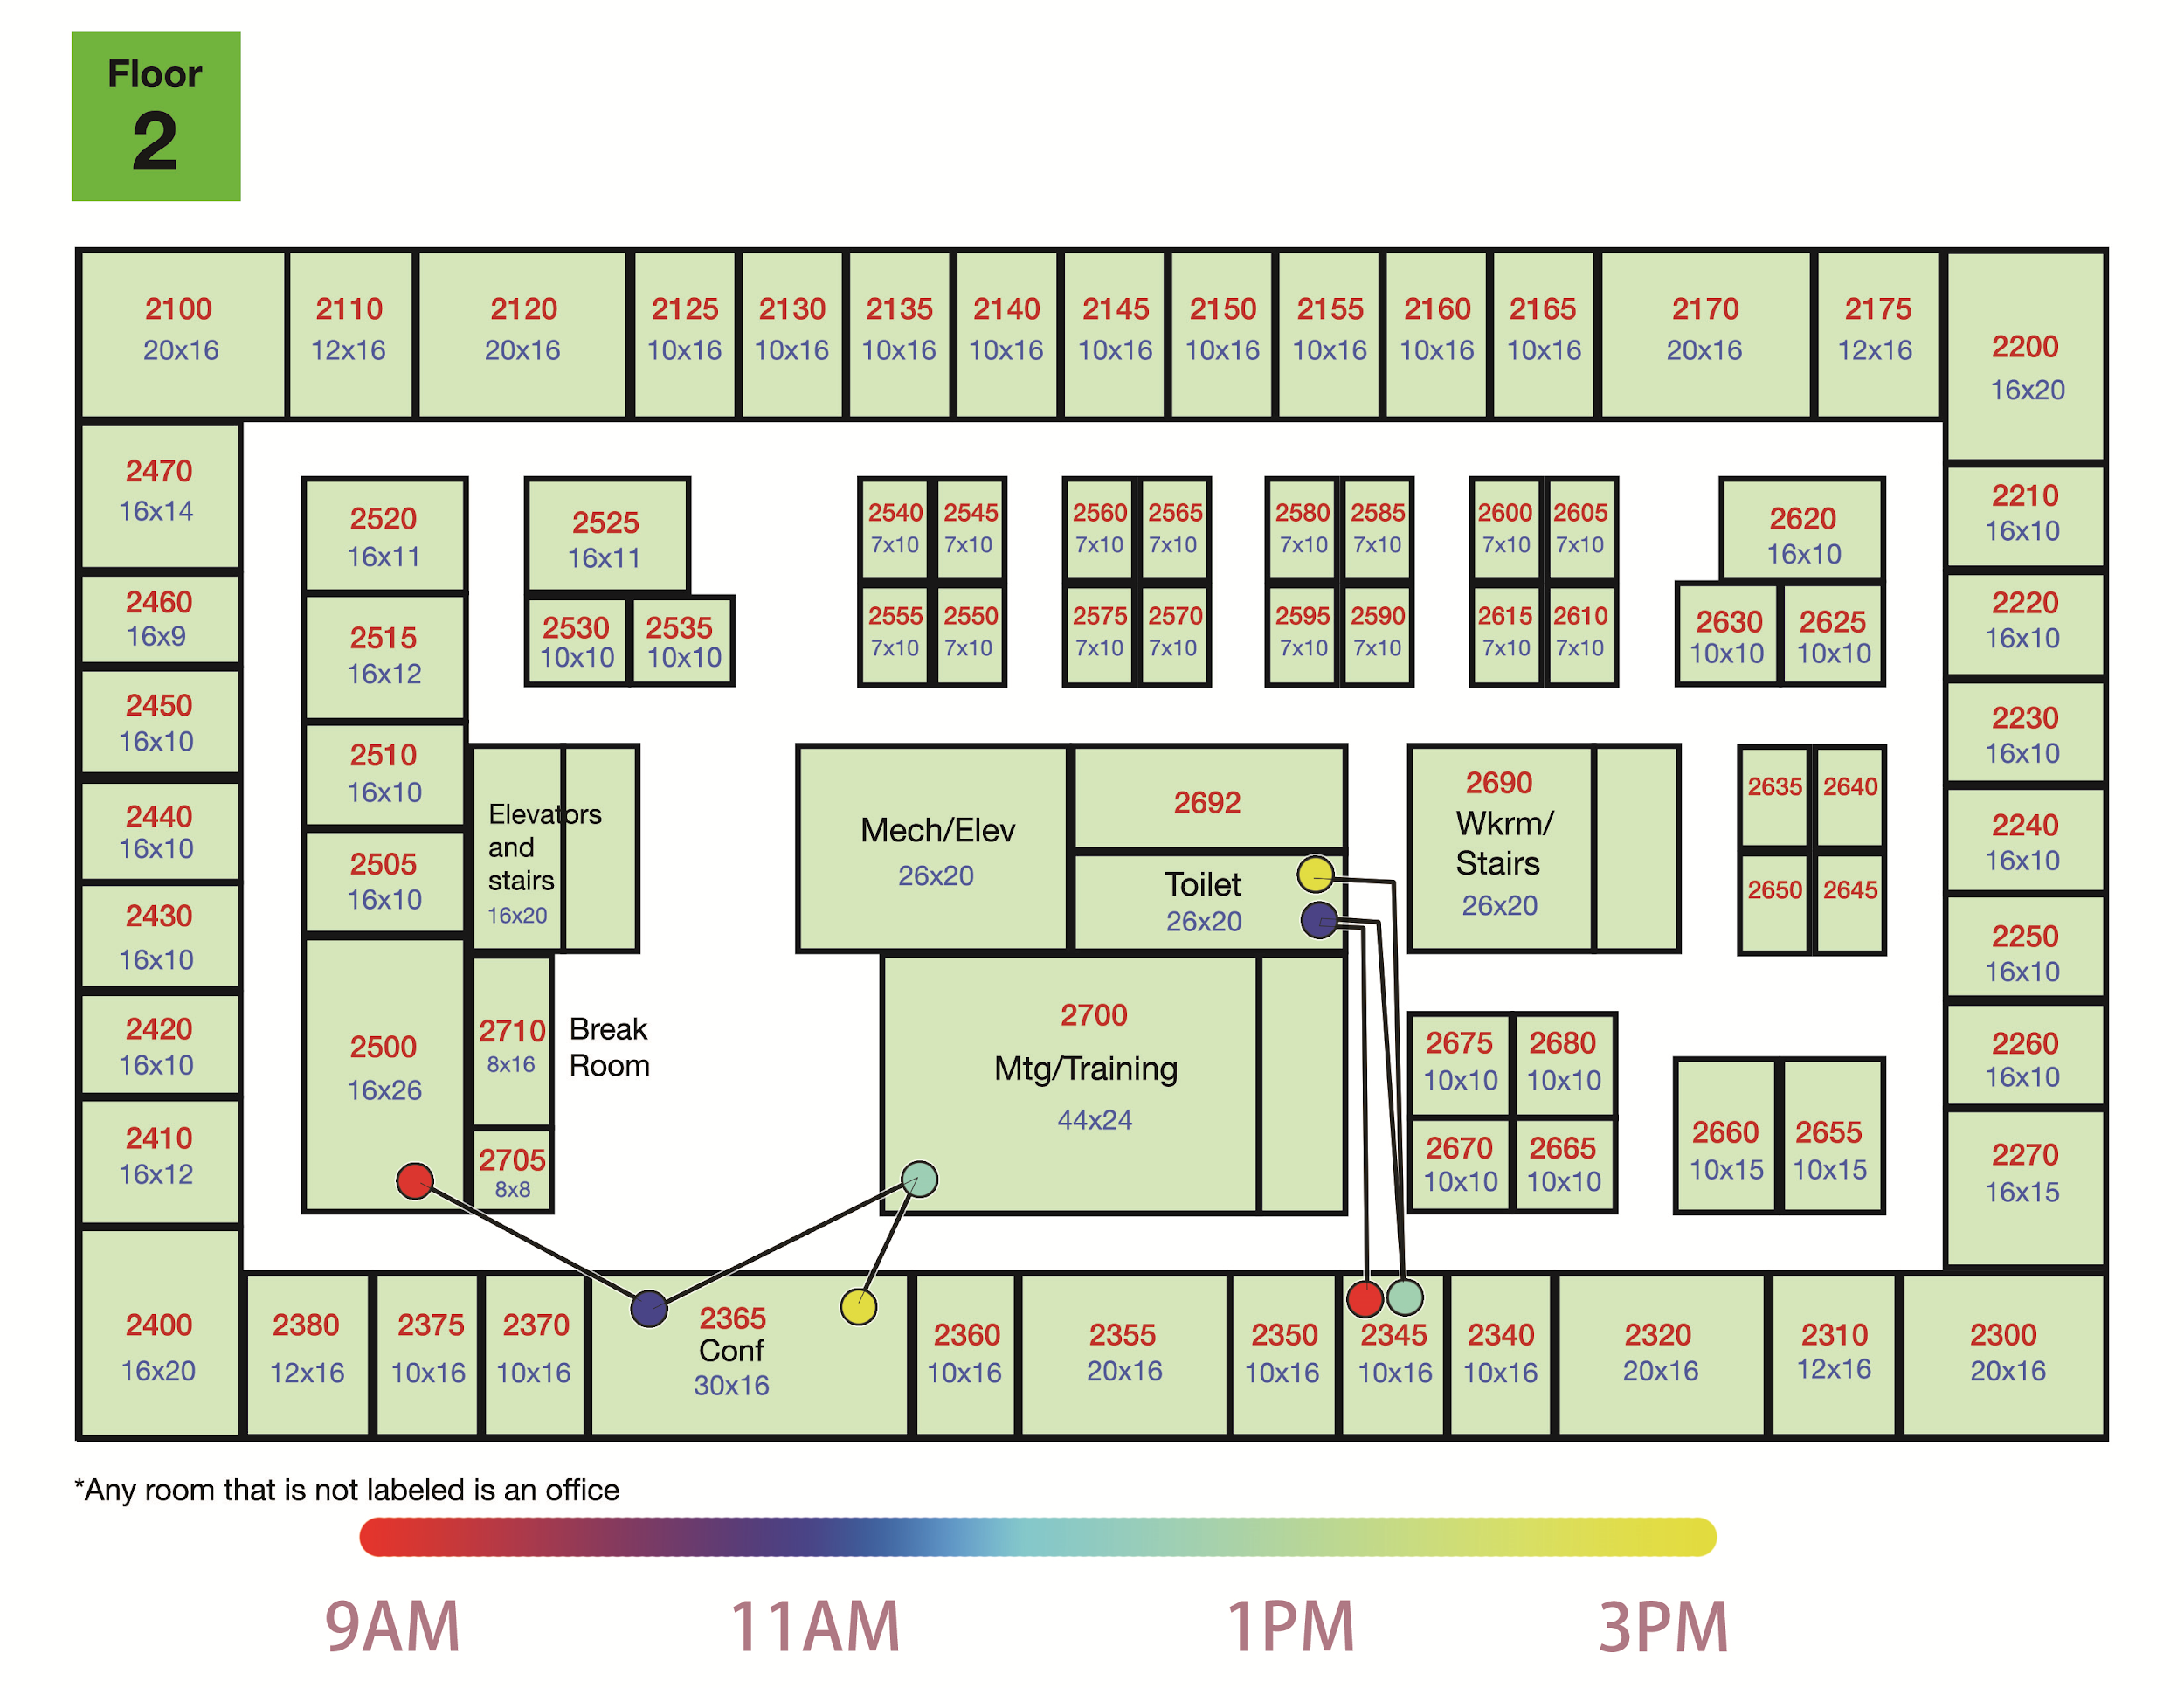 Floor
2
2100
20x16
2110
12x16
2120
20x16
2125
10x16
2130
10x16
2135
10x16
2140
10x16
2145
10x16
2150
10x16
2155
10x16
2160
10x16
2165
10x16
2170
20x16
2175
12x16
2200
16x20
2470
16x14
2460
16x9
2450
16x10
2440
16x10
2430
16x10
2420
16x10
2410
16x12
2400
16x20
2520
16x11
2515
16x12
2510
16x10
2505
16x10
2500
16x26
2525
16x11
2530
10x10
2535
10x10
Elevators
and
stairs
16x20
2710
8x16
Break
Room
2705
8x8
2540
7x10
2545
7x10
2555
7x10
2550
7x10
2560
7x10
2565
7x10
2575
7x10
2570
7x10
2580
7x10
2585
7x10
2595
7x10
2590
7x10
2600
7x10
2605
7x10
2615
7x10
2610
7x10
2620
16x10
2630
10x10
2625
10x10
Mech/Elev
26x20
2692
Toilet
26x20
2690
Wkrm/
Stairs
26x20
2635
2640
2650
2645
2700
Mtg/Training
44x24
2675
10x10
2680
10x10
2670
10x10
2665
10x10
2660
10x15
2655
10x15
2210
16x10
2220
16x10
2230
16x10
2240
16x10
2250
16x10
2260
16x10
2270
16x15
2380
12x16
2375
10x16
2370
10x16
2365
Conf
30x16
2360
10x16
2355
20x16
2350
10x16
2345
10x16
2340
10x16
2320
20x16
2310
12x16
2300
20x16
*Any room that is not labeled is an office
9AM 11AM 1PM 3PM